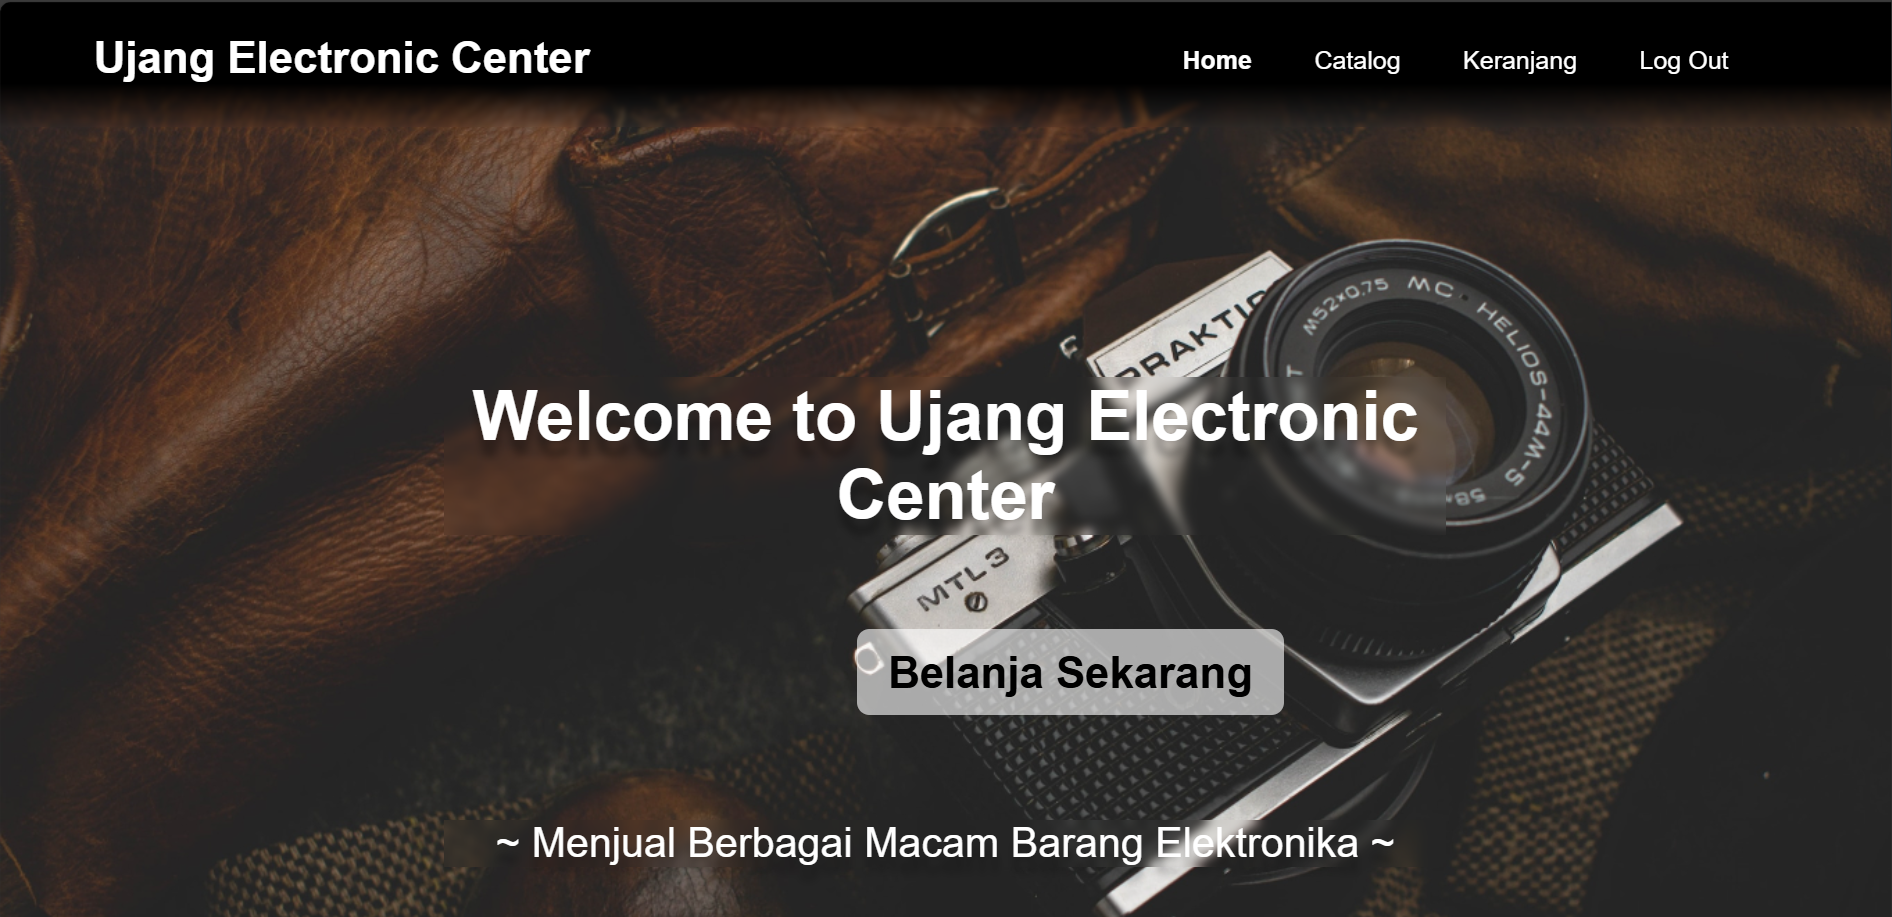 Ujang Electronic Center
Home Catalog Keranjang Log Out
M52×0.75 MC HELIOS-44M-5 58
PRAKTIC
Welcome to Ujang Electronic
Center
MTL3
Belanja Sekarang
~ Menjual Berbagai Macam Barang Elektronika ~